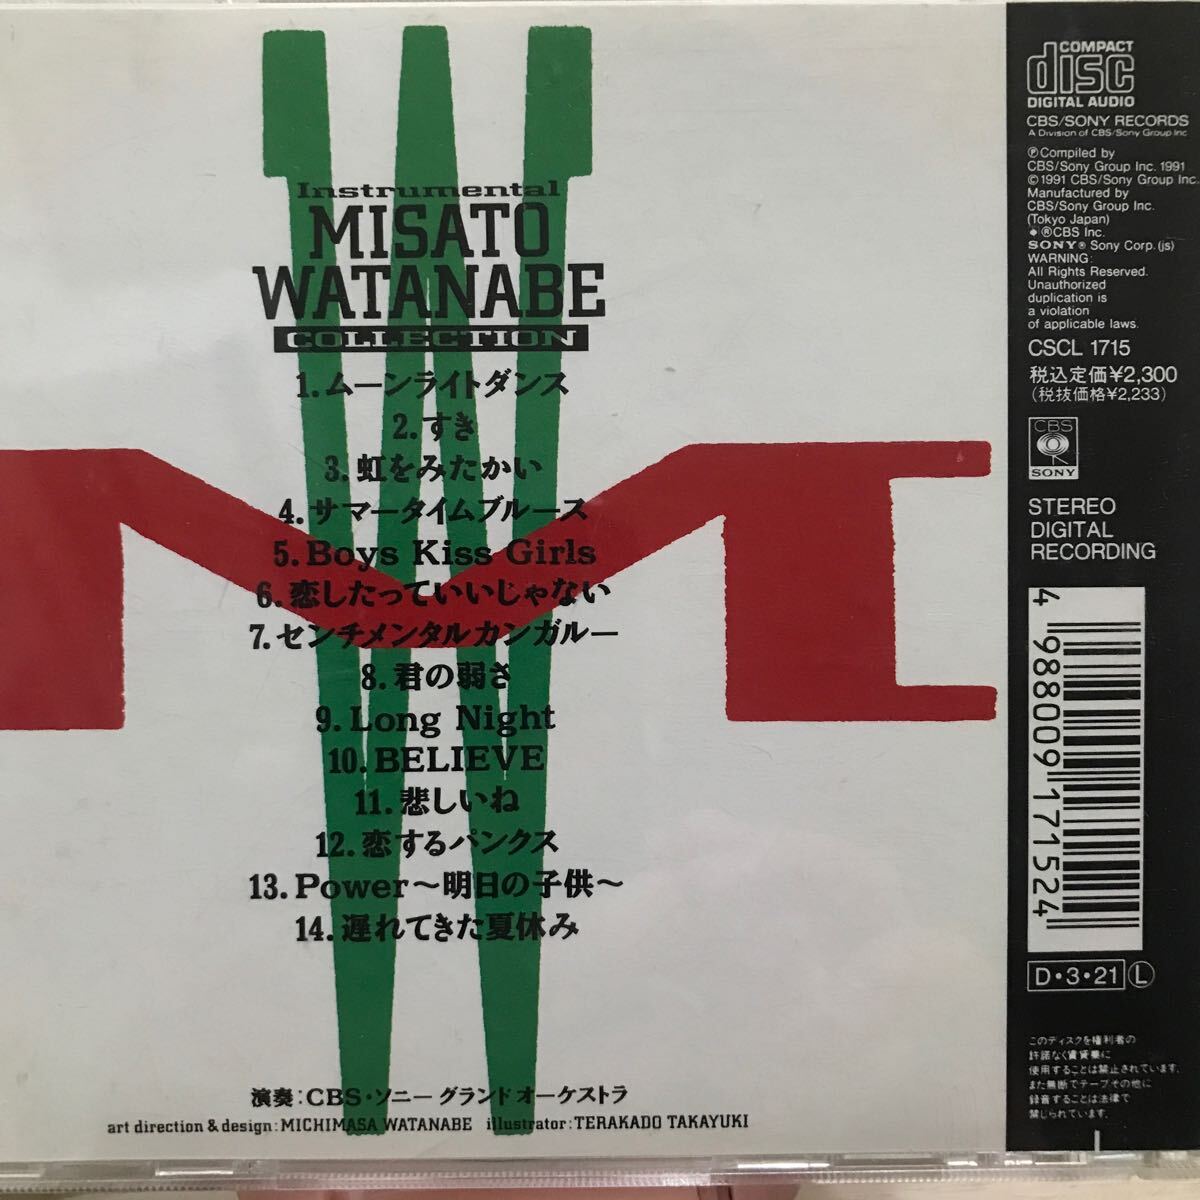 Instrumental
MISATO
WATANABE
COLLECTION
1.ムーンライトダンス
2.すき
3.虹をみたかい
4.サマータイムブルース
5.Boys Kiss Girls
6.恋したっていいじゃない
7.センチメンタルカンガルー
8.君の弱さ
9.Long Night
10.BELIEVE
11.悲しいね
12.恋するパンクス
13.Power〜明日の子供〜
14.遅れてきた夏休み
演奏:CBS・ソニーグランドオーケストラ
art direction & design:MICHIMASA WATANABE illustrator:TERAKADO TAKAYUKI
COMPACT
disc
DIGITAL AUDIO
CBS/SONY RECORDS
A Division of CBS/Sony Group Inc
ⓅCompiled by
CBS/Sony Group Inc. 1991
©1991 CBS/Sony Group Inc.
Manufactured by
CBS/Sony Group Inc.
(Tokyo Japan)
◆®CBS Inc.
SONY® Sony Corp.(js)
WARNING:
All Rights Reserved.
Unauthorized
duplication is
a violation
of applicable laws.
CSCL 1715
税込定価¥2,300
(税抜価格¥2,233)
CBS
SONY
STEREO
DIGITAL
RECORDING
4 988009 171524
D・3・21 Ⓛ
このディスクを権利者の
許諾なく賃貸業に
使用することは禁止されています。
また無断でテープその他に
録音することは法律で
禁じられています。